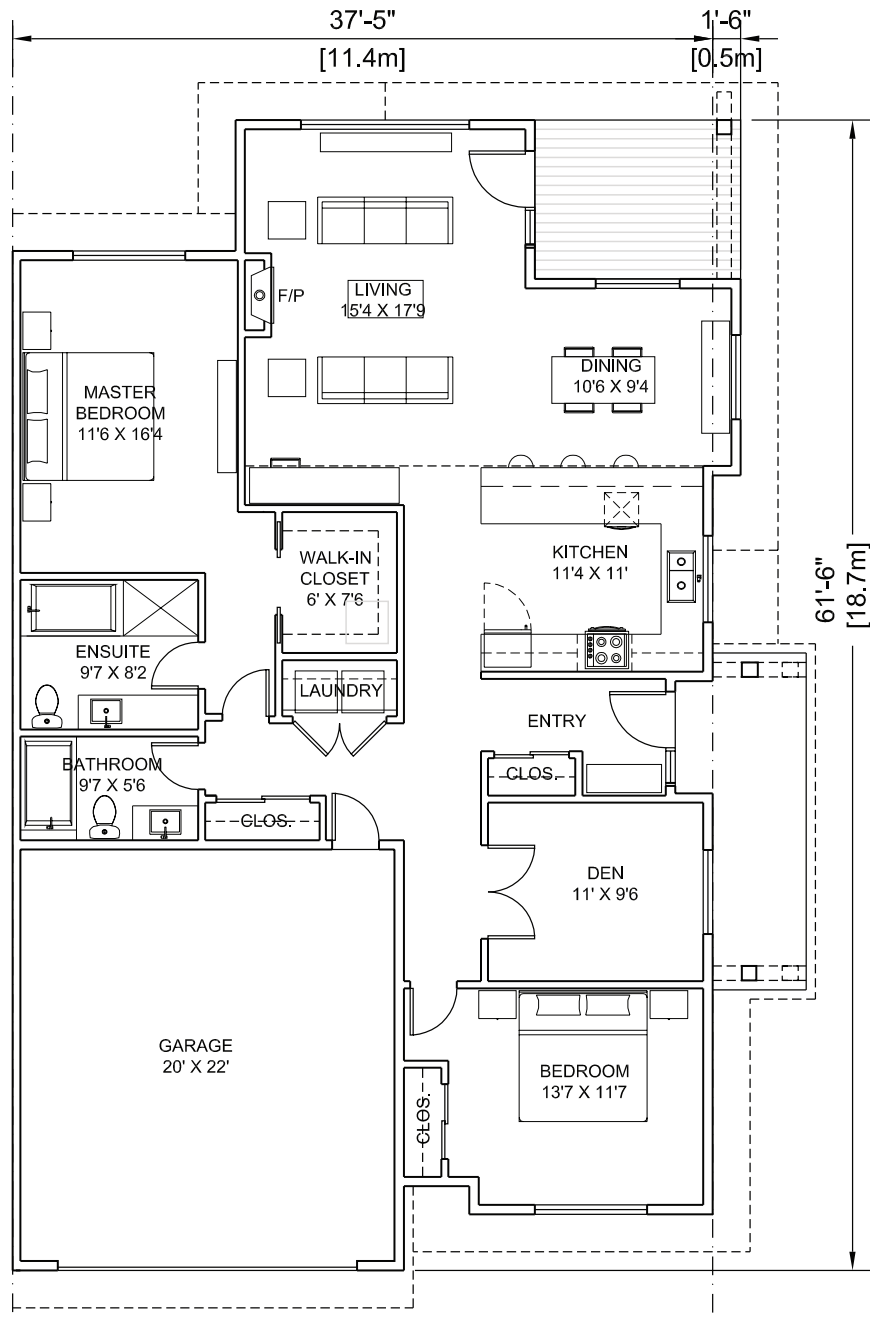 37'-5"
1'-6"
[11.4m]
[0.5m]
LIVING
15'4 X 17'9
F/P
DINING
10'6 X 9'4
MASTER
BEDROOM
11'6 X 16'4
WALK-IN
CLOSET
6' X 7'6
KITCHEN
11'4 X 11'
61'-6"
[18.7m]
ENSUITE
9'7 X 8'2
LAUNDRY
ENTRY
BATHROOM
9'7 X 5'6
CLOS.
CLOS.
DEN
11' X 9'6
GARAGE
20' X 22'
BEDROOM
13'7 X 11'7
CLOS.